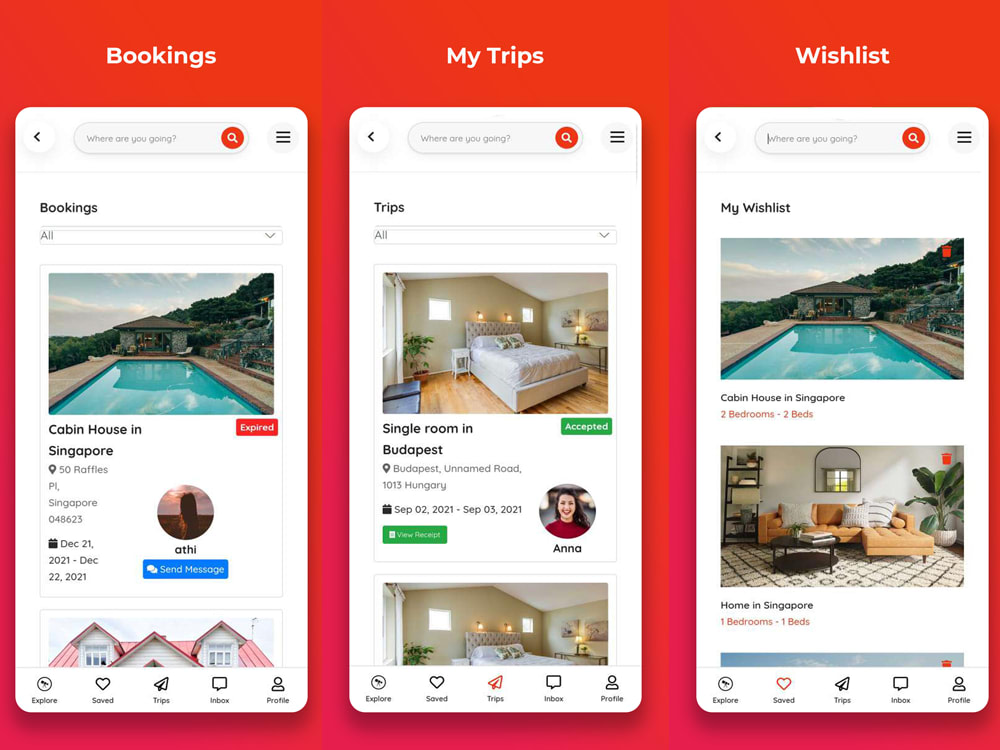 Bookings
Where are you going?
Bookings
All
Cabin House in
Singapore
Expired
50 Raffles
Pl,
Singapore
048623
Dec 21,
2021 - Dec
22, 2021
athi
Send Message
Explore
Saved
Trips
Inbox
Profile
My Trips
Where are you going?
Trips
All
Single room in
Budapest
Accepted
Budapest, Unnamed Road,
1013 Hungary
Sep 02, 2021 - Sep 03, 2021
View Receipt
Anna
Explore
Saved
Trips
Inbox
Profile
Wishlist
Where are you going?
My Wishlist
Cabin House in Singapore
2 Bedrooms - 2 Beds
Home in Singapore
1 Bedrooms - 1 Beds
Explore
Saved
Trips
Inbox
Profile